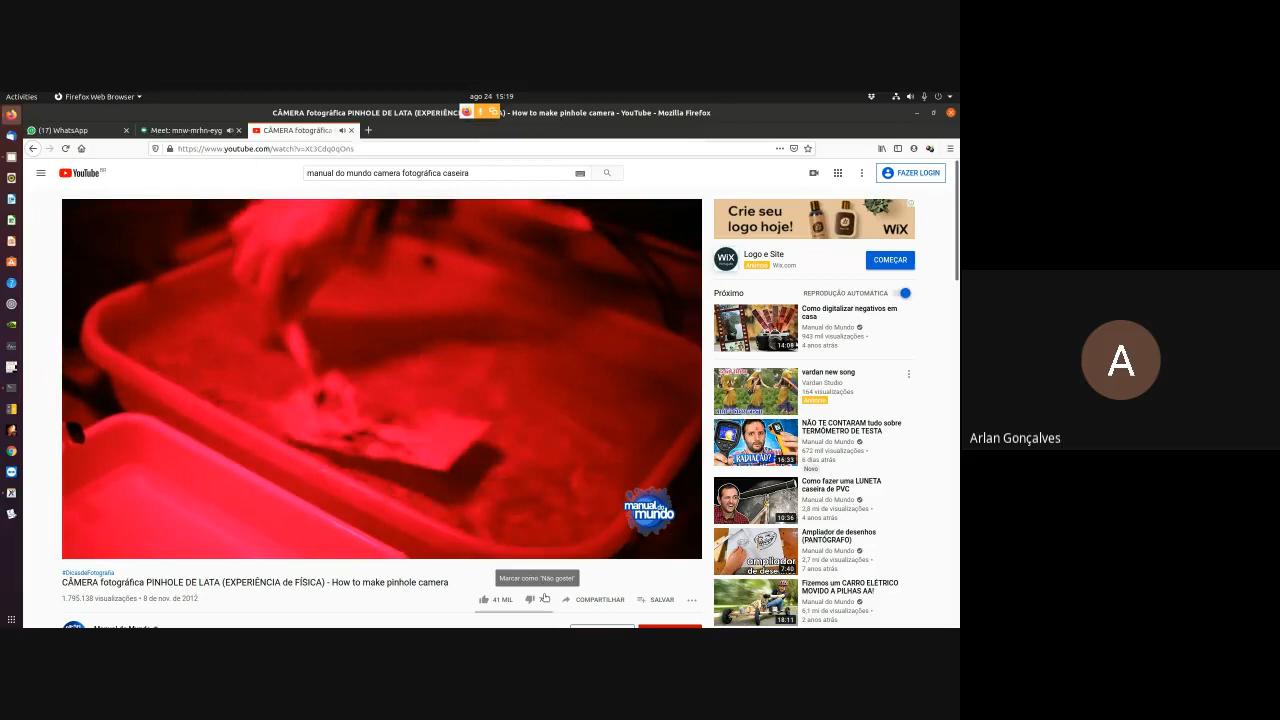 Activities
Firefox Web Browser
ago 24 15:19
CÂMERA fotográfica PINHOLE DE LATA (EXPERIÊNC A) - How to make pinhole camera - YouTube - Mozilla Firefox
(17) WhatsApp
Meet: mnw-mrhn-eyg
CÂMERA fotográfica
https://www.youtube.com/watch?v=Xt3Cdq0qOns
YouTube BR
manual do mundo camera fotográfica caseira
FAZER LOGIN
Crie seu
logo hoje!
WiX
WiX
Logo e Site
Anúncio Wix.com
COMEÇAR
Próximo
REPRODUÇÃO AUTOMÁTICA
Como digitalizar negativos em
casa
Manual do Mundo
943 mil visualizações •
4 anos atrás
14:08
vardan new song
Vardan Studio
164 visualizações
Anúncio
NÃO TE CONTARAM tudo sobre
TERMÔMETRO DE TESTA
Manual do Mundo
672 mil visualizações •
6 dias atrás
Novo
RADIAÇÃO?
16:33
Como fazer uma LUNETA
caseira de PVC
Manual do Mundo
2,8 mi de visualizações •
4 anos atrás
10:36
Ampliador de desenhos
(PANTÓGRAFO)
Manual do Mundo
2,7 mi de visualizações •
7 anos atrás
ampliador
de dese
7:40
Fizemos um CARRO ELÉTRICO
MOVIDO A PILHAS AA!
Manual do Mundo
6,1 mi de visualizações •
2 anos atrás
18:11
manual do
mundo
#DicasdeFotografia
CÂMERA fotográfica PINHOLE DE LATA (EXPERIÊNCIA de FÍSICA) - How to make pinhole camera
Marcar como "Não gostei"
1.795.138 visualizações • 8 de nov. de 2012
41 MIL
COMPARTILHAR
SALVAR
Manual do Mundo
A
Arlan Gonçalves